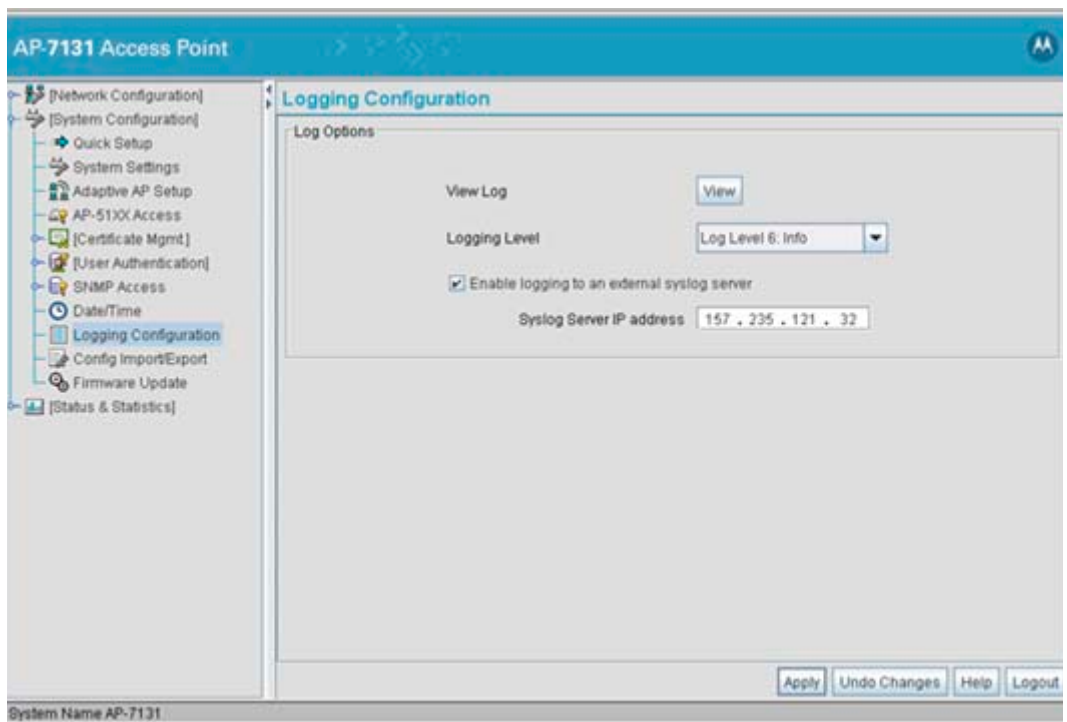 AP-7131 Access Point
[Network Configuration]
[System Configuration]
Quick Setup
System Settings
Adaptive AP Setup
AP-51XX Access
[Certificate Mgmt]
[User Authentication]
SNMP Access
Date/Time
Logging Configuration
Config Import/Export
Firmware Update
[Status & Statistics]
Logging Configuration
Log Options
View Log
View
Logging Level
Log Level 6: Info
Enable logging to an external syslog server
Syslog Server IP address
157 . 235 . 121 . 32
Apply
Undo Changes
Help
Logout
System Name AP-7131